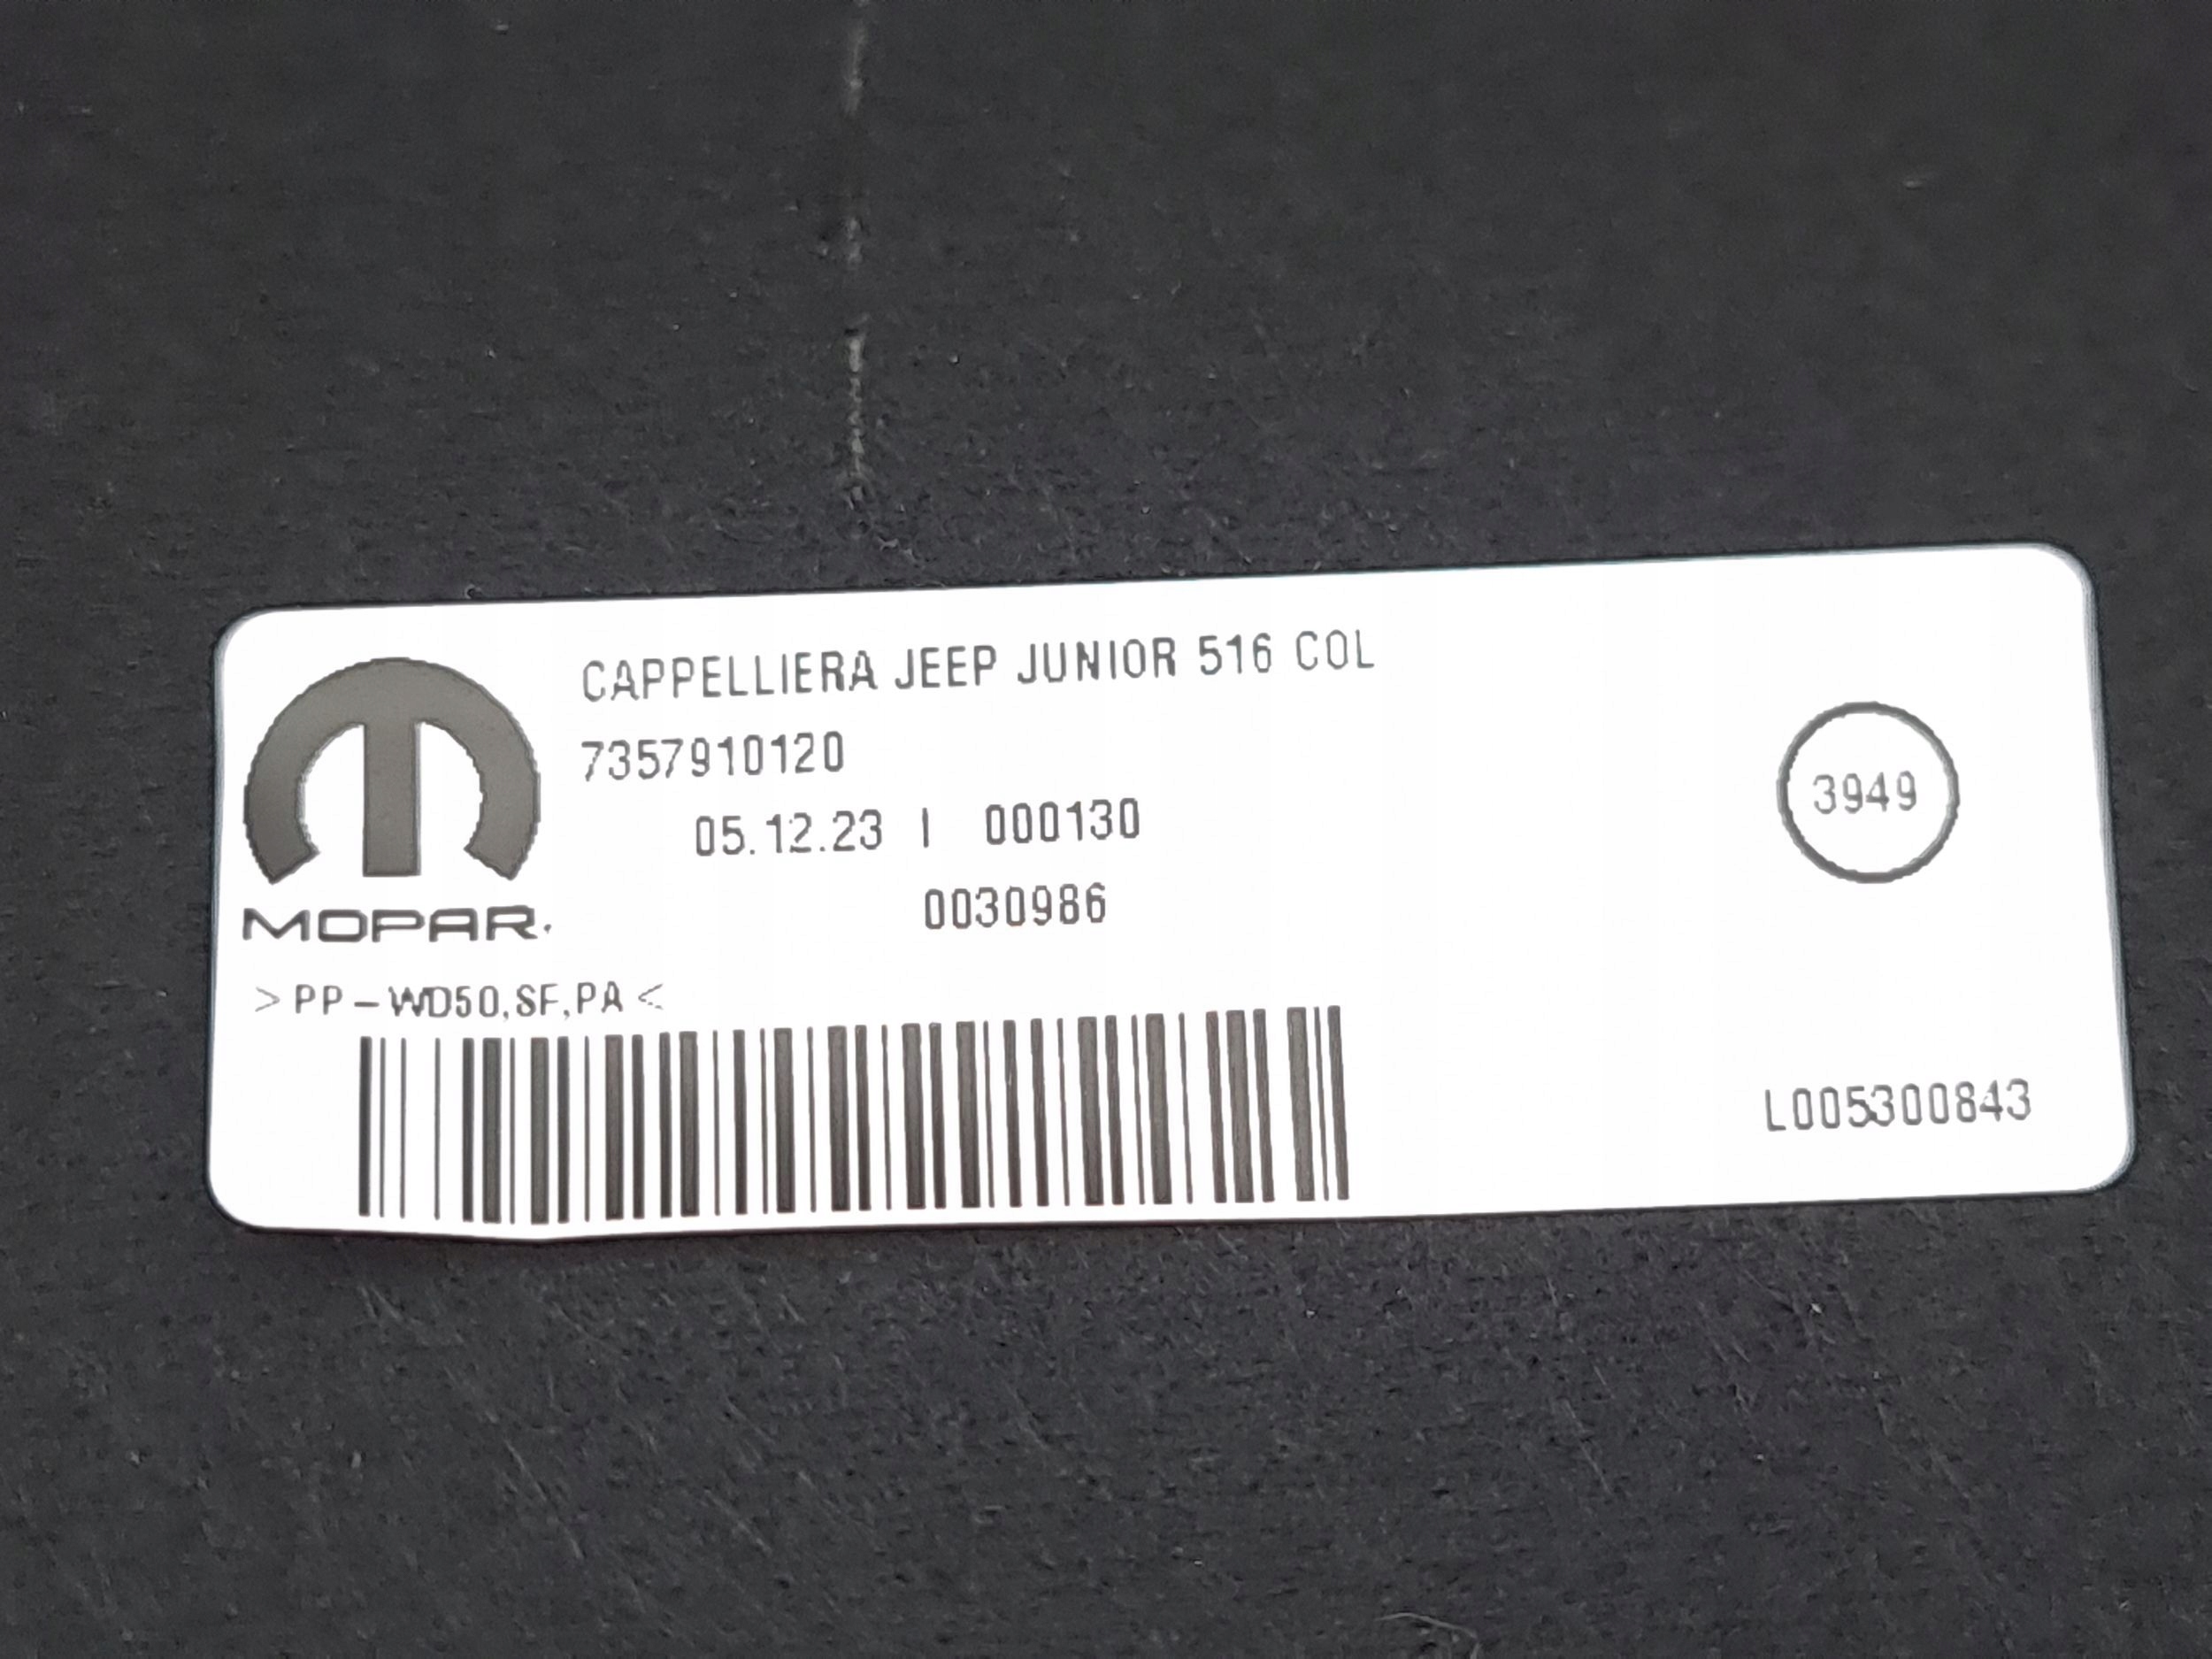 CAPPELLIERA JEEP JUNIOR 516 COL
7357910120
05.12.23 | 000130
0030986
3949
MOPAR.
>PP-WD50,SF,PA<
L005300843